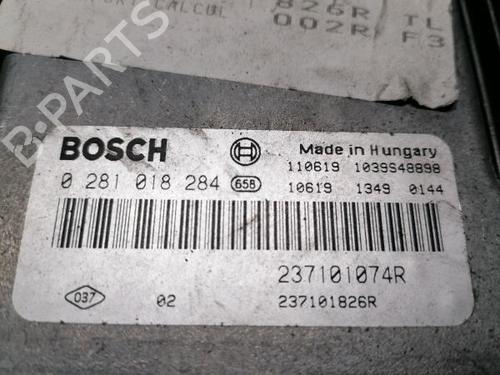 CALCUL
826R TL
002R F3
B-PARTS
BOSCH
Made in Hungary
110619 1039S48898
0 281 018 284 658
10619 1349 0144
237101074R
037 02 237101826R